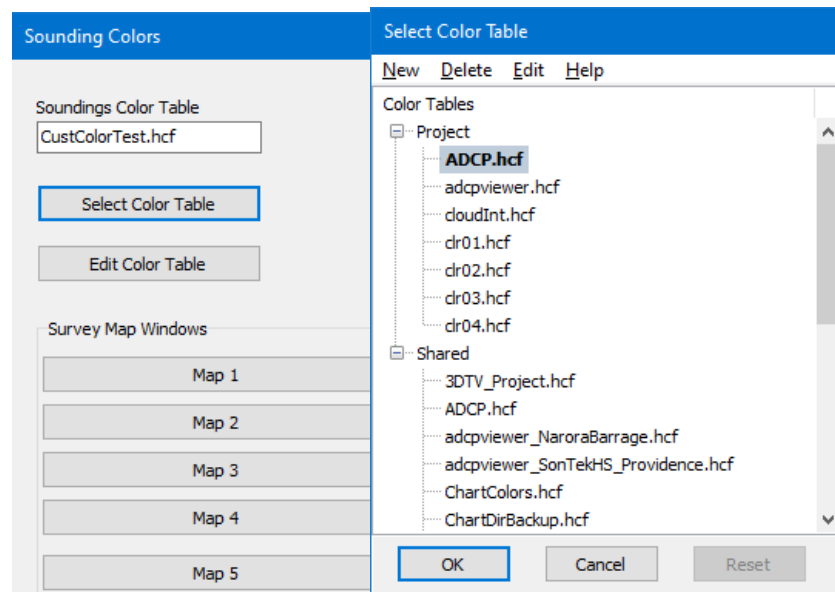 Sounding Colors
Soundings Color Table
CustColorTest.hcf
Select Color Table
Edit Color Table
Survey Map Windows
Map 1
Map 2
Map 3
Map 4
Map 5
Select Color Table
New Delete Edit Help
Color Tables
Project
ADCP.hcf
adcpviewer.hcf
cloudInt.hcf
clr01.hcf
clr02.hcf
clr03.hcf
clr04.hcf
Shared
3DTV_Project.hcf
ADCP.hcf
adcpviewer_NaroraBarrage.hcf
adcpviewer_SonTekHS_Providence.hcf
ChartColors.hcf
ChartDirBackup.hcf
OK Cancel Reset